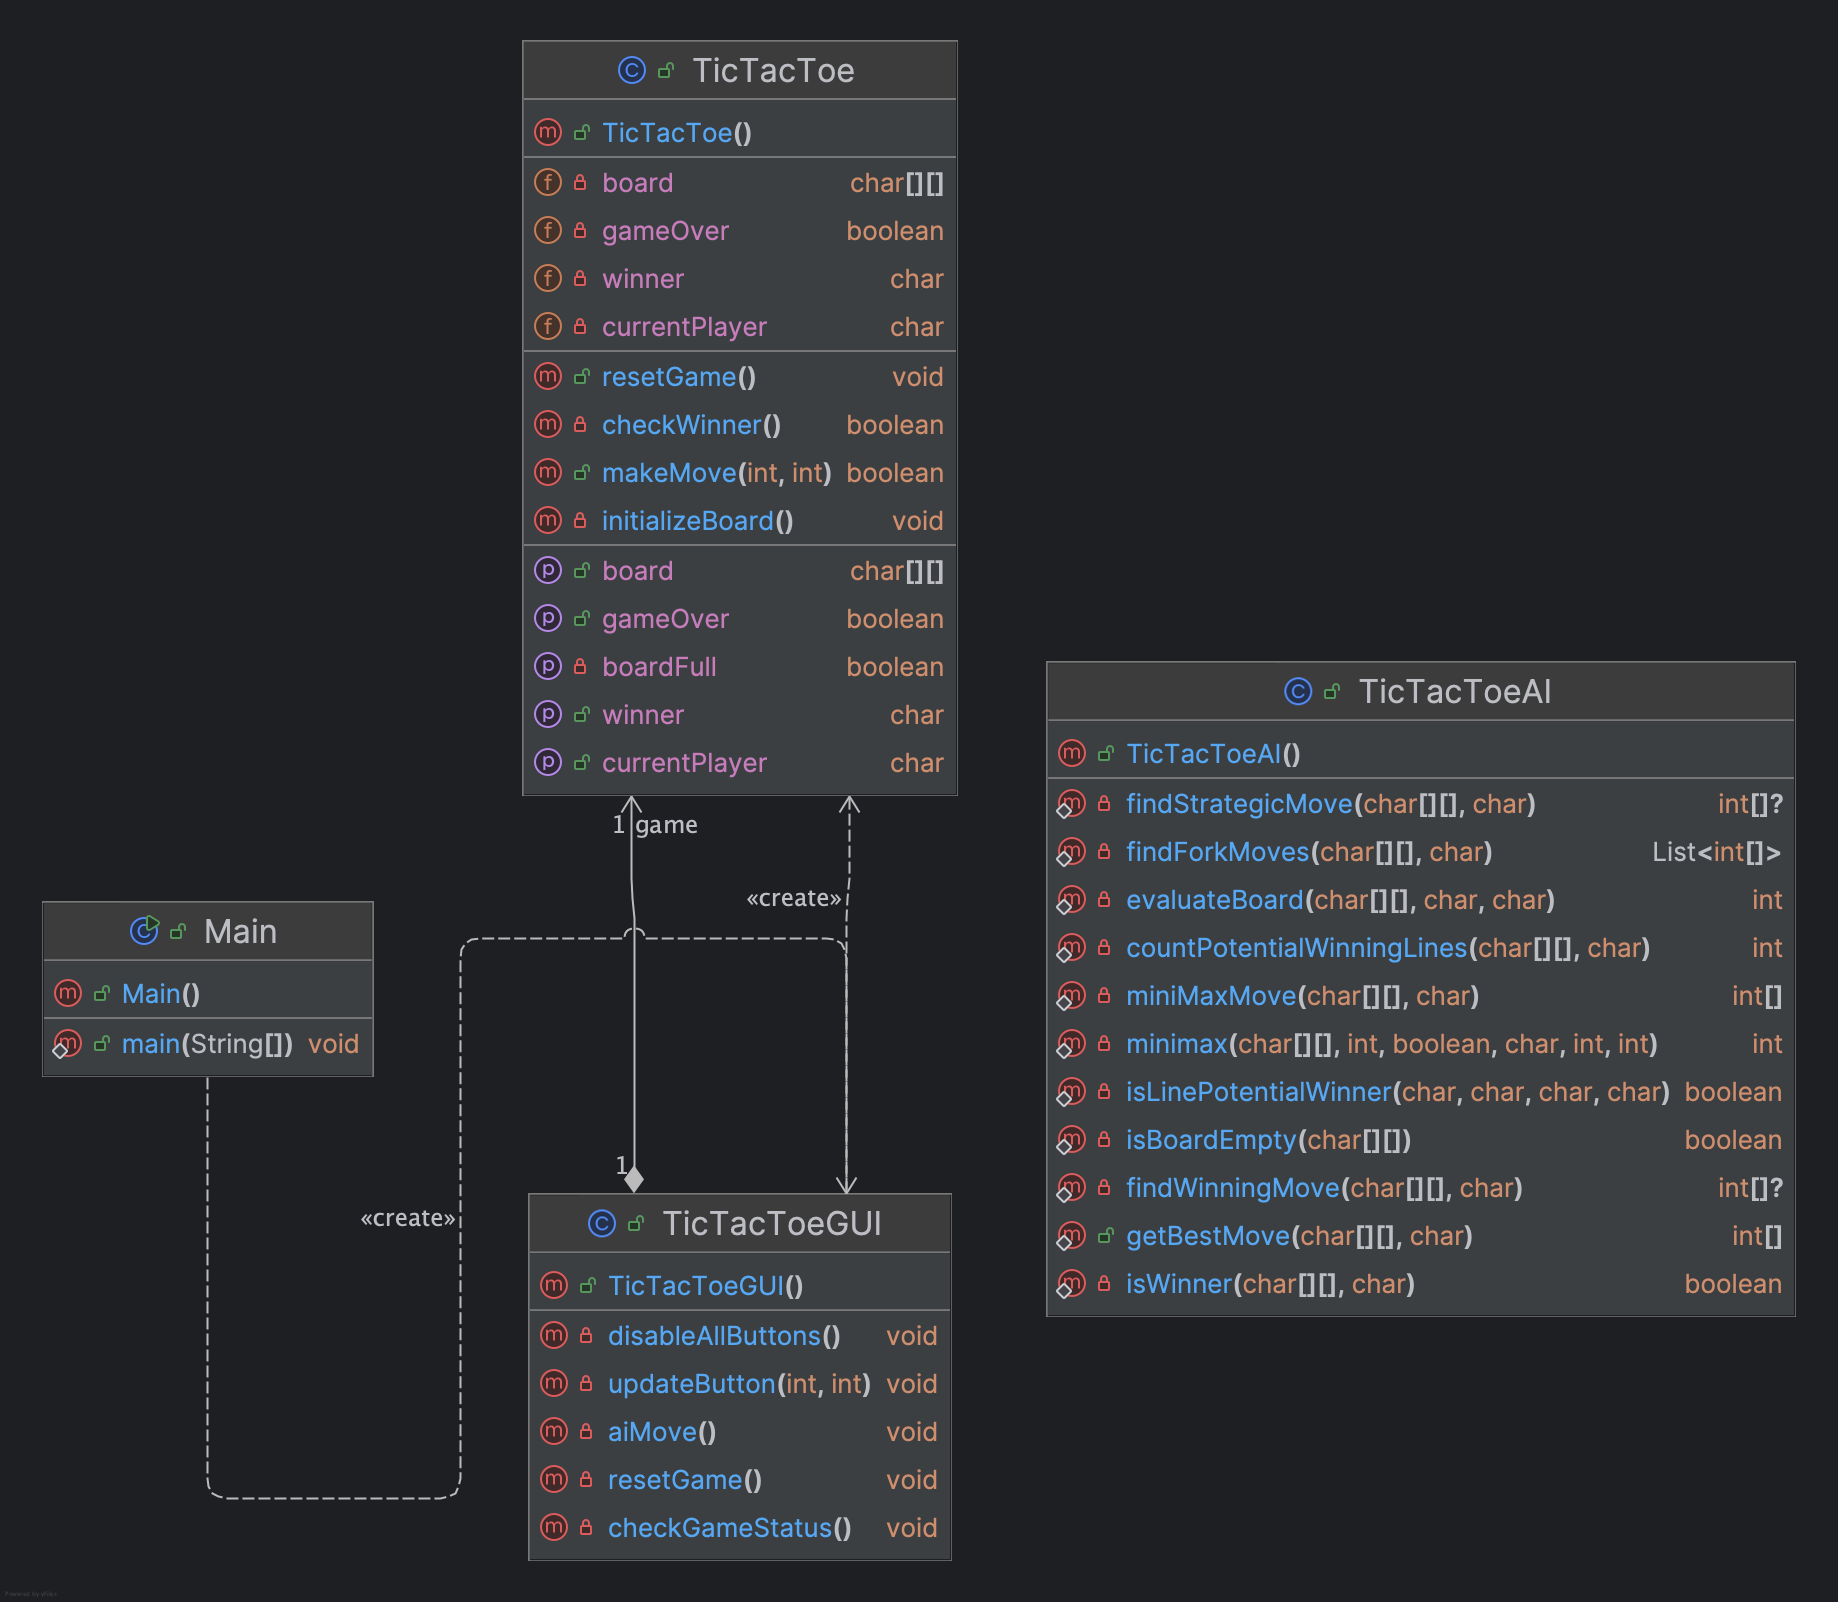 TicTacToe
TicTacToe()
board char[][]
gameOver boolean
winner char
currentPlayer char
resetGame() void
checkWinner() boolean
makeMove(int, int) boolean
initializeBoard() void
board char[][]
gameOver boolean
boardFull boolean
winner char
currentPlayer char
1 game
«create»
Main
Main()
main(String[]) void
«create»
1
TicTacToeGUI
TicTacToeGUI()
disableAllButtons() void
updateButton(int, int) void
aiMove() void
resetGame() void
checkGameStatus() void
TicTacToeAI
TicTacToeAI()
findStrategicMove(char[][], char) int[]?
findForkMoves(char[][], char) List<int[]>
evaluateBoard(char[][], char, char) int
countPotentialWinningLines(char[][], char) int
miniMaxMove(char[][], char) int[]
minimax(char[][], int, boolean, char, int, int) int
isLinePotentialWinner(char, char, char, char) boolean
isBoardEmpty(char[][]) boolean
findWinningMove(char[][], char) int[]?
getBestMove(char[][], char) int[]
isWinner(char[][], char) boolean
Powered by yFiles